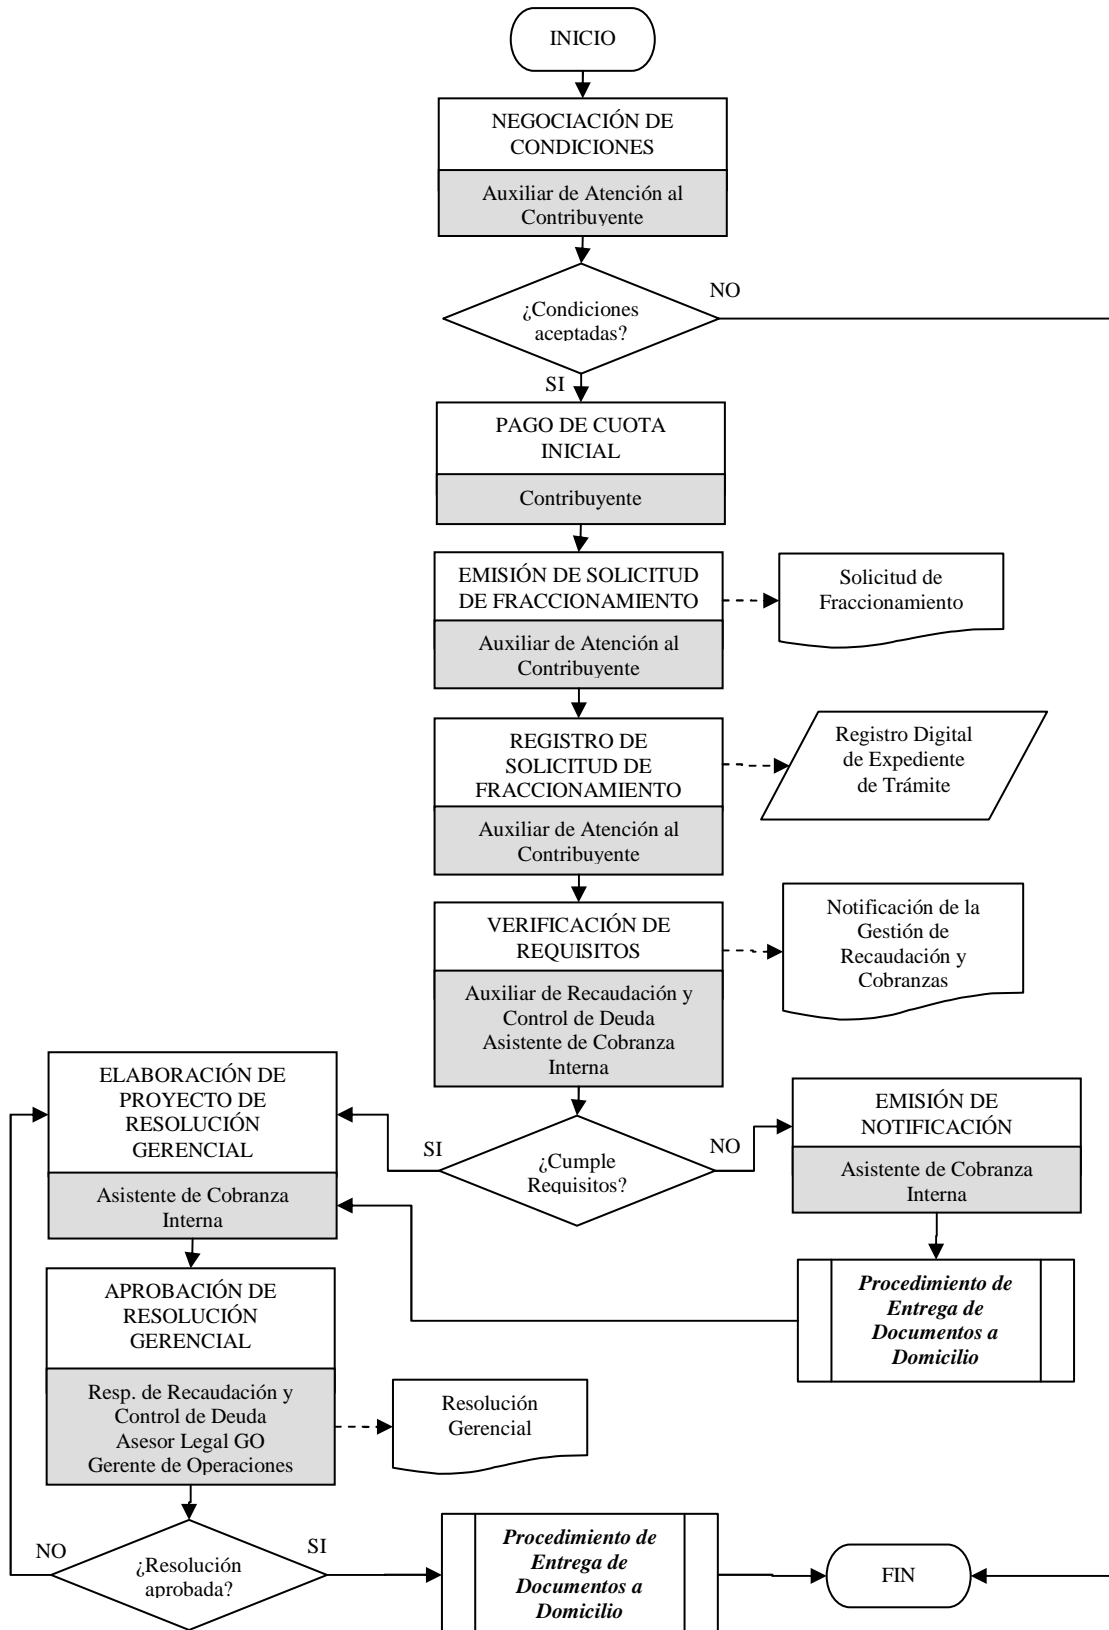 INICIO
NEGOCIACIÓN DE
CONDICIONES
Auxiliar de Atención al
Contribuyente
¿Condiciones
aceptadas?
NO
SI
PAGO DE CUOTA
INICIAL
Contribuyente
EMISIÓN DE SOLICITUD
DE FRACCIONAMIENTO
Auxiliar de Atención al
Contribuyente
Solicitud de
Fraccionamiento
REGISTRO DE
SOLICITUD DE
FRACCIONAMIENTO
Auxiliar de Atención al
Contribuyente
Registro Digital
de Expediente
de Trámite
VERIFICACIÓN DE
REQUISITOS
Auxiliar de Recaudación y
Control de Deuda
Asistente de Cobranza
Interna
Notificación de la
Gestión de
Recaudación y
Cobranzas
¿Cumple
Requisitos?
SI
NO
ELABORACIÓN DE
PROYECTO DE
RESOLUCIÓN
GERENCIAL
Asistente de Cobranza
Interna
EMISIÓN DE
NOTIFICACIÓN
Asistente de Cobranza
Interna
Procedimiento de
Entrega de
Documentos a
Domicilio
APROBACIÓN DE
RESOLUCIÓN
GERENCIAL
Resp. de Recaudación y
Control de Deuda
Asesor Legal GO
Gerente de Operaciones
Resolución
Gerencial
¿Resolución
aprobada?
NO
SI
Procedimiento de
Entrega de
Documentos a
Domicilio
FIN